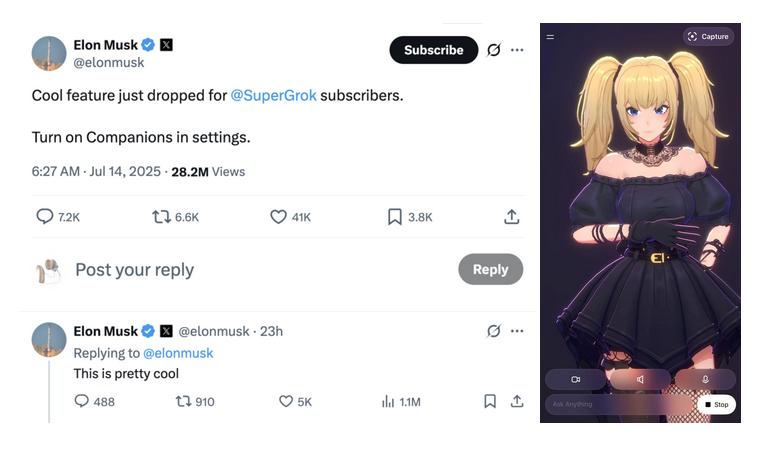 Elon Musk
@elonmusk
Subscribe
Cool feature just dropped for @SuperGrok subscribers.
Turn on Companions in settings.
6:27 AM · Jul 14, 2025 · 28.2M Views
7.2K 6.6K 41K 3.8K
Post your reply
Reply
Elon Musk @elonmusk · 23h
Replying to @elonmusk
This is pretty cool
488 910 5K 1.1M
Capture
Ask Anything
Stop